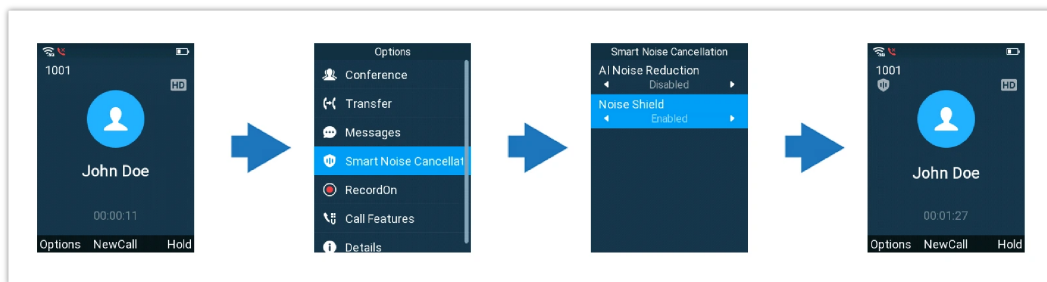 1001
HD
John Doe
00:00:11
Options NewCall Hold
Options
Conference
Transfer
Messages
Smart Noise Cancellat
RecordOn
Call Features
Details
Smart Noise Cancellation
AI Noise Reduction
Disabled
Noise Shield
Enabled
1001
HD
John Doe
00:01:27
Options NewCall Hold